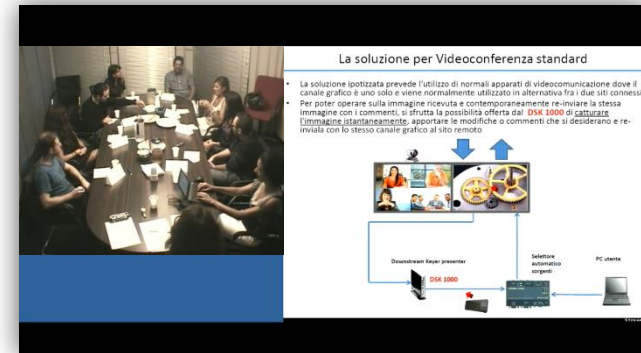 La soluzione per Videoconferenza standard
La soluzione ipotizzata prevede l'utilizzo di normali apparati di videocomunicazione dove il
canale grafico è uno solo e viene normalmente utilizzato in alternativa fra i due siti connessi
Per poter operare sulla immagine ricevuta e contemporaneamente re-inviare la stessa
immagine con i commenti, si sfrutta la possibilità offerta dal DSK 1000 di catturare
l'immagine istantaneamente, apportare le modifiche o commenti che si desiderano e re-
inviala con lo stesso canale grafico al sito remoto
Downstream Keyer presenter
DSK 1000
Selettore
automatico
sorgenti
PC utente